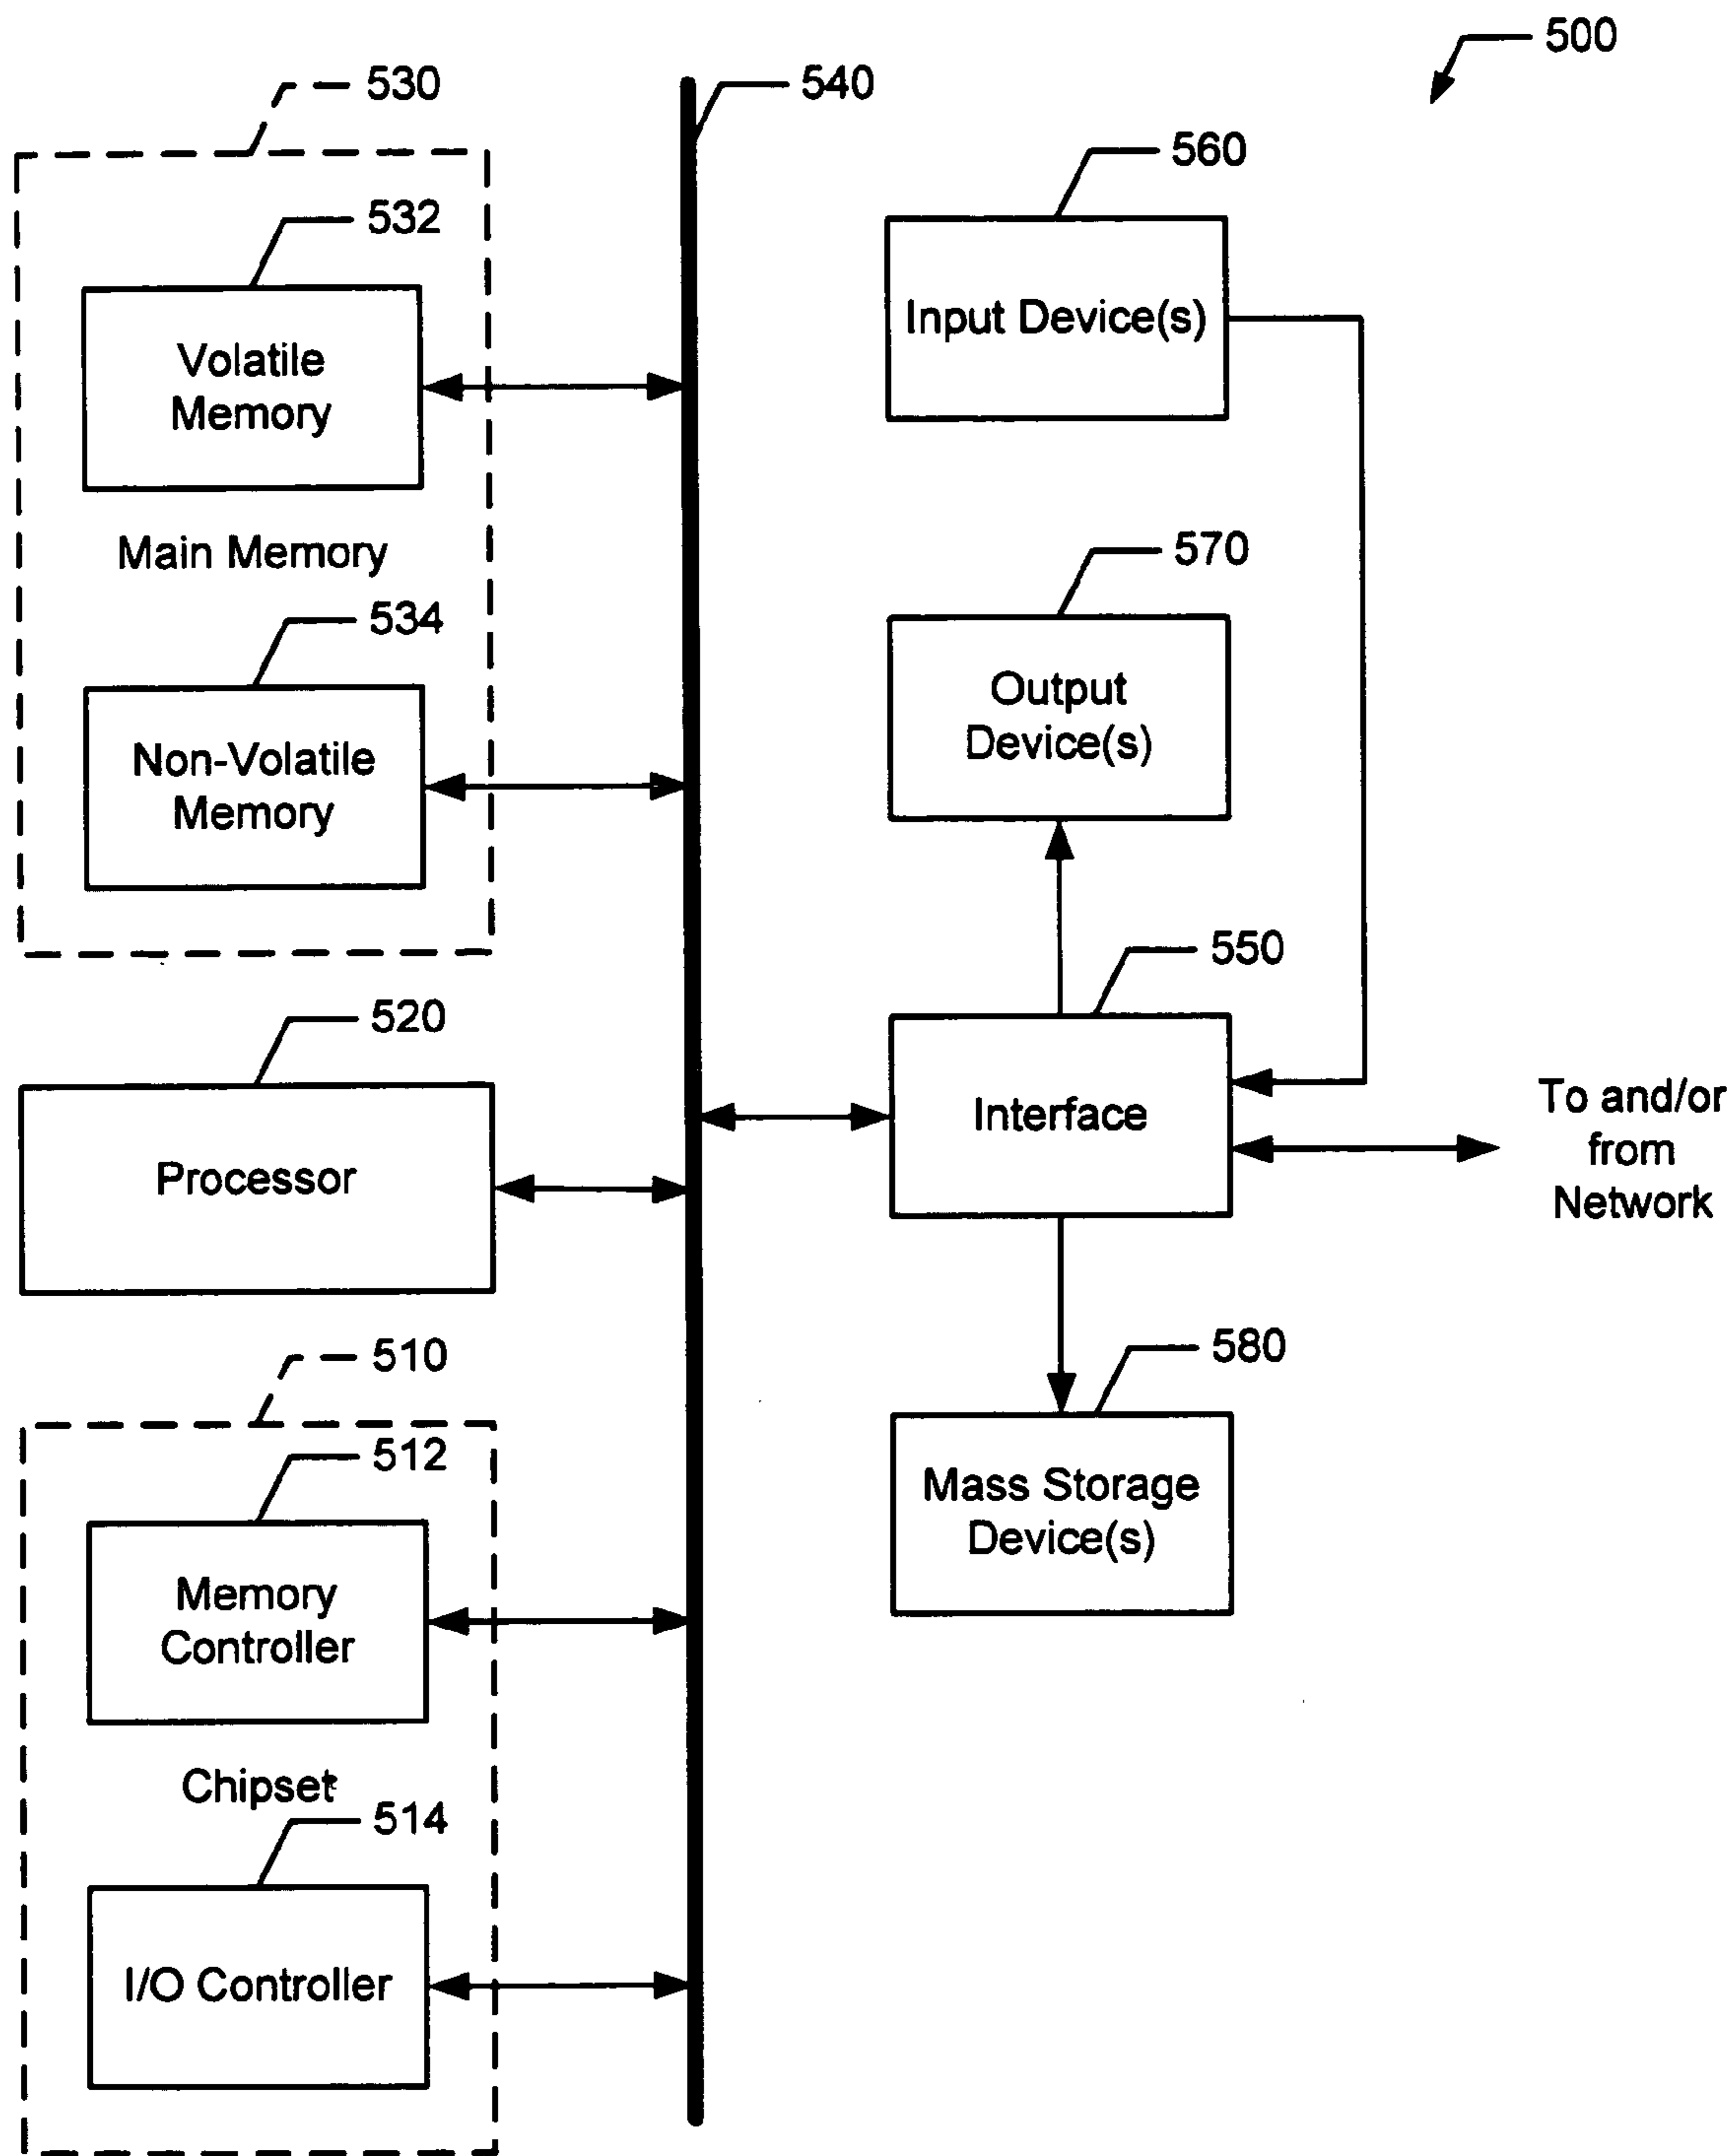 500
530
540
560
532
Volatile
Memory
Input Device(s)
Main Memory
570
534
Output
Device(s)
Non-Volatile
Memory
550
520
Interface
To and/or
from
Network
Processor
510
580
512
Mass Storage
Device(s)
Memory
Controller
Chipset
514
I/O Controller